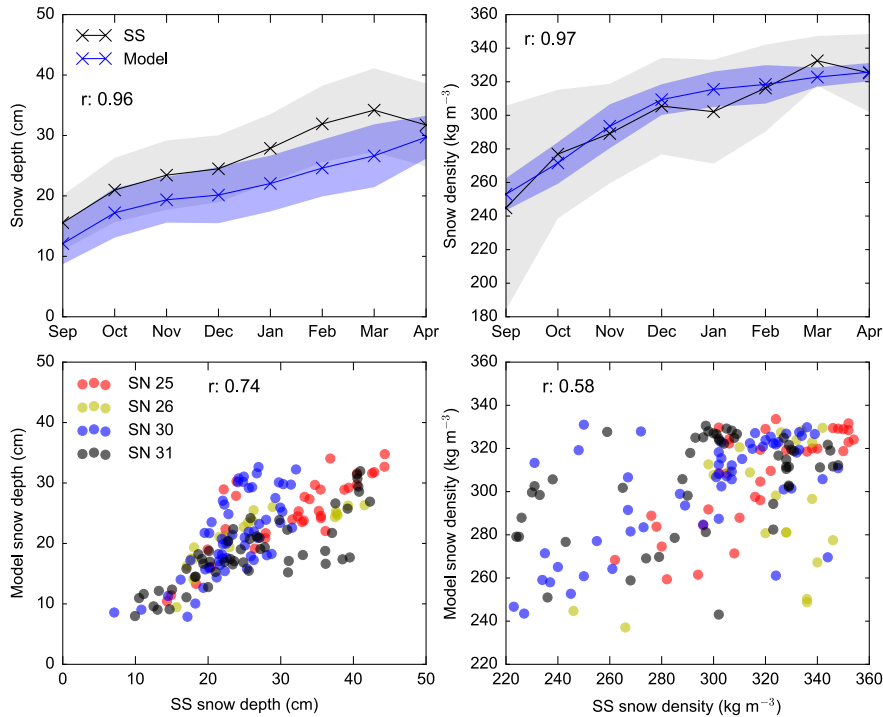 50
40
30
20
10
0
Snow depth (cm)
SS
Model
r: 0.96
Sep Oct Nov Dec Jan Feb Mar Apr
360
340
320
300
280
260
240
220
200
180
Snow density (kg m⁻³)
r: 0.97
Sep Oct Nov Dec Jan Feb Mar Apr
50
40
30
20
10
0
Model snow depth (cm)
SN 25
SN 26
SN 30
SN 31
r: 0.74
0 10 20 30 40 50
SS snow depth (cm)
360
340
320
300
280
260
240
220
Model snow density (kg m⁻³)
r: 0.58
220 240 260 280 300 320 340 360
SS snow density (kg m⁻³)